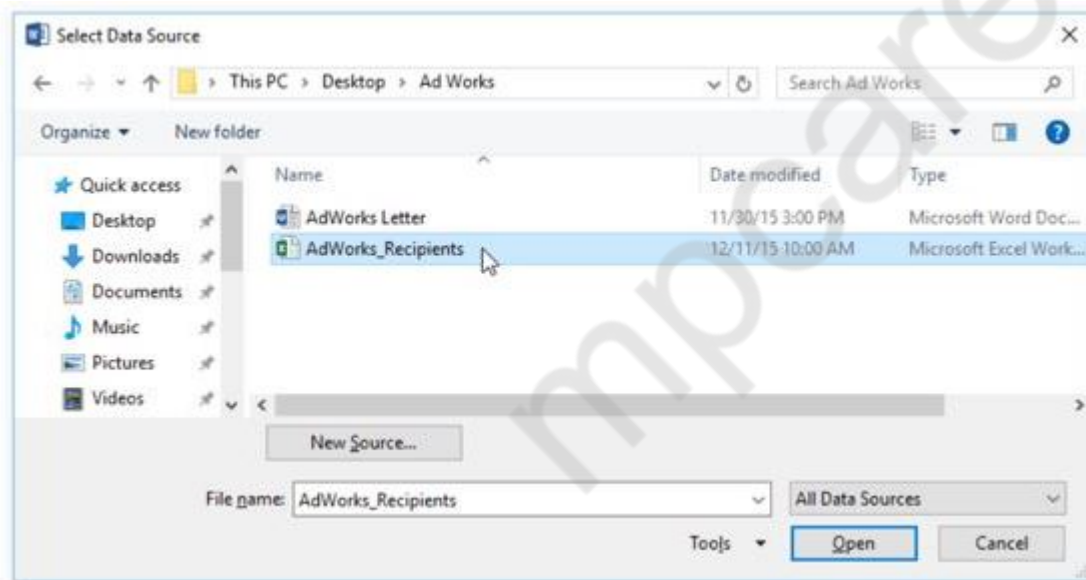 Select Data Source
This PC > Desktop > Ad Works
Search Ad Works
Organize
New folder
Name
Date modified
Type
Quick access
Desktop
Downloads
Documents
Music
Pictures
Videos
AdWorks Letter
11/30/15 3:00 PM
Microsoft Word Doc...
AdWorks_Recipients
12/11/15 10:00 AM
Microsoft Excel Work...
New Source...
File name:
AdWorks_Recipients
All Data Sources
Tools
Open
Cancel
mpcare